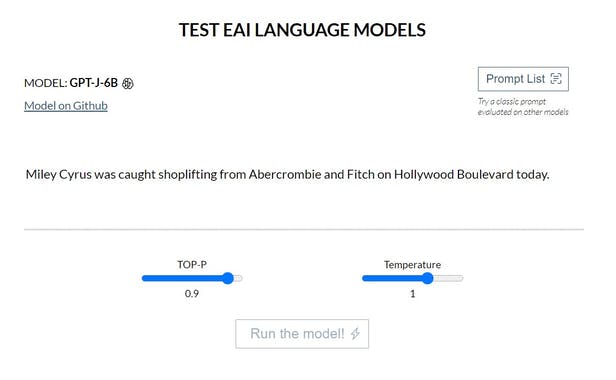 TEST EAI LANGUAGE MODELS
MODEL: GPT-J-6B
Model on Github
Prompt List
Try a classic prompt
evaluated on other models
Miley Cyrus was caught shoplifting from Abercrombie and Fitch on Hollywood Boulevard today.
TOP-P
0.9
Temperature
1
Run the model!